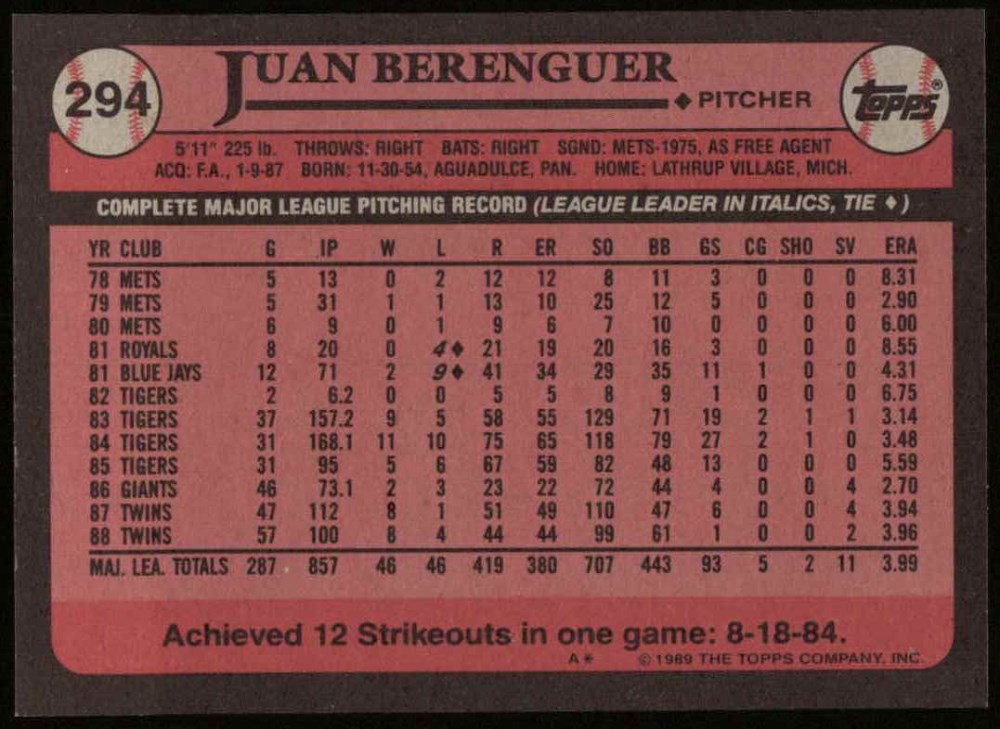 294
JUAN BERENGUER
♦ PITCHER
topps®
5'11" 225 lb. THROWS: RIGHT BATS: RIGHT SGND: METS-1975, AS FREE AGENT
ACQ: F.A., 1-9-87 BORN: 11-30-54, AGUADULCE, PAN. HOME: LATHRUP VILLAGE, MICH.
COMPLETE MAJOR LEAGUE PITCHING RECORD (LEAGUE LEADER IN ITALICS, TIE ♦)
YR CLUB G IP W L R ER SO BB GS CG SHO SV ERA
78 METS 5 13 0 2 12 12 8 11 3 0 0 0 8.31
79 METS 5 31 1 1 13 10 25 12 5 0 0 0 2.90
80 METS 6 9 0 1 9 6 7 10 0 0 0 0 6.00
81 ROYALS 8 20 0 4♦ 21 19 20 16 3 0 0 0 8.55
81 BLUE JAYS 12 71 2 9♦ 41 34 29 35 11 1 0 0 4.31
82 TIGERS 2 6.2 0 0 5 5 8 9 1 0 0 0 6.75
83 TIGERS 37 157.2 9 5 58 55 129 71 19 2 1 1 3.14
84 TIGERS 31 168.1 11 10 75 65 118 79 27 2 1 0 3.48
85 TIGERS 31 95 5 6 67 59 82 48 13 0 0 0 5.59
86 GIANTS 46 73.1 2 3 23 22 72 44 4 0 0 4 2.70
87 TWINS 47 112 8 1 51 49 110 47 6 0 0 4 3.94
88 TWINS 57 100 8 4 44 44 99 61 1 0 0 2 3.96
MAJ. LEA. TOTALS 287 857 46 46 419 380 707 443 93 5 2 11 3.99
Achieved 12 Strikeouts in one game: 8-18-84.
A* © 1989 THE TOPPS COMPANY, INC.